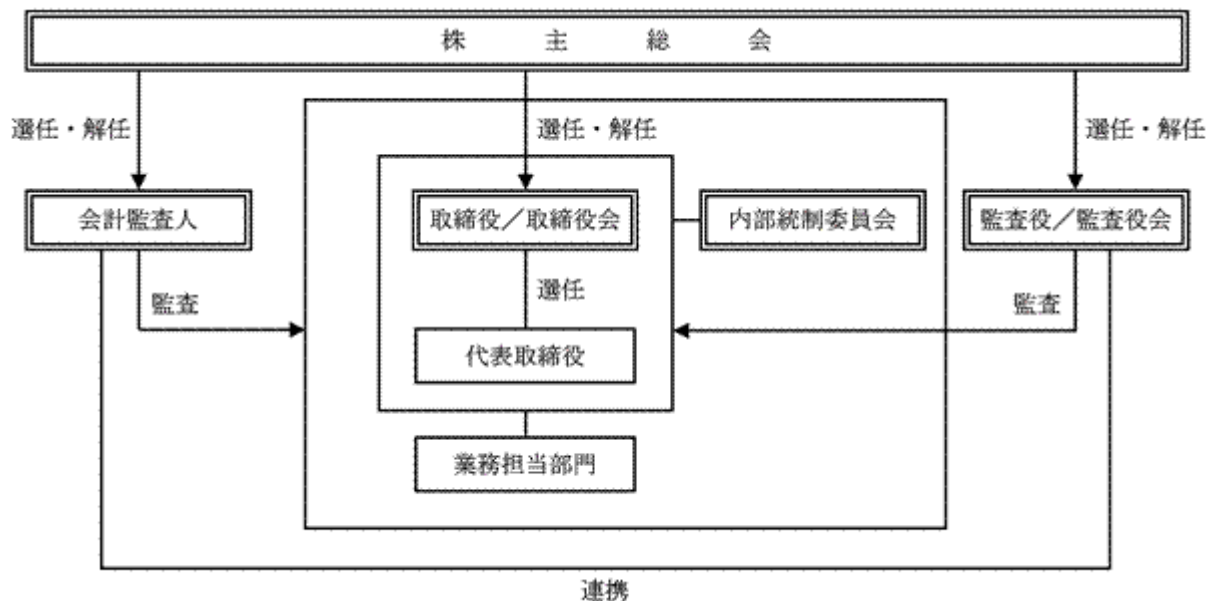 株主総会
選任・解任
選任・解任
選任・解任
会計監査人
取締役／取締役会
内部統制委員会
監査役／監査役会
監査
選任
監査
代表取締役
業務担当部門
連携